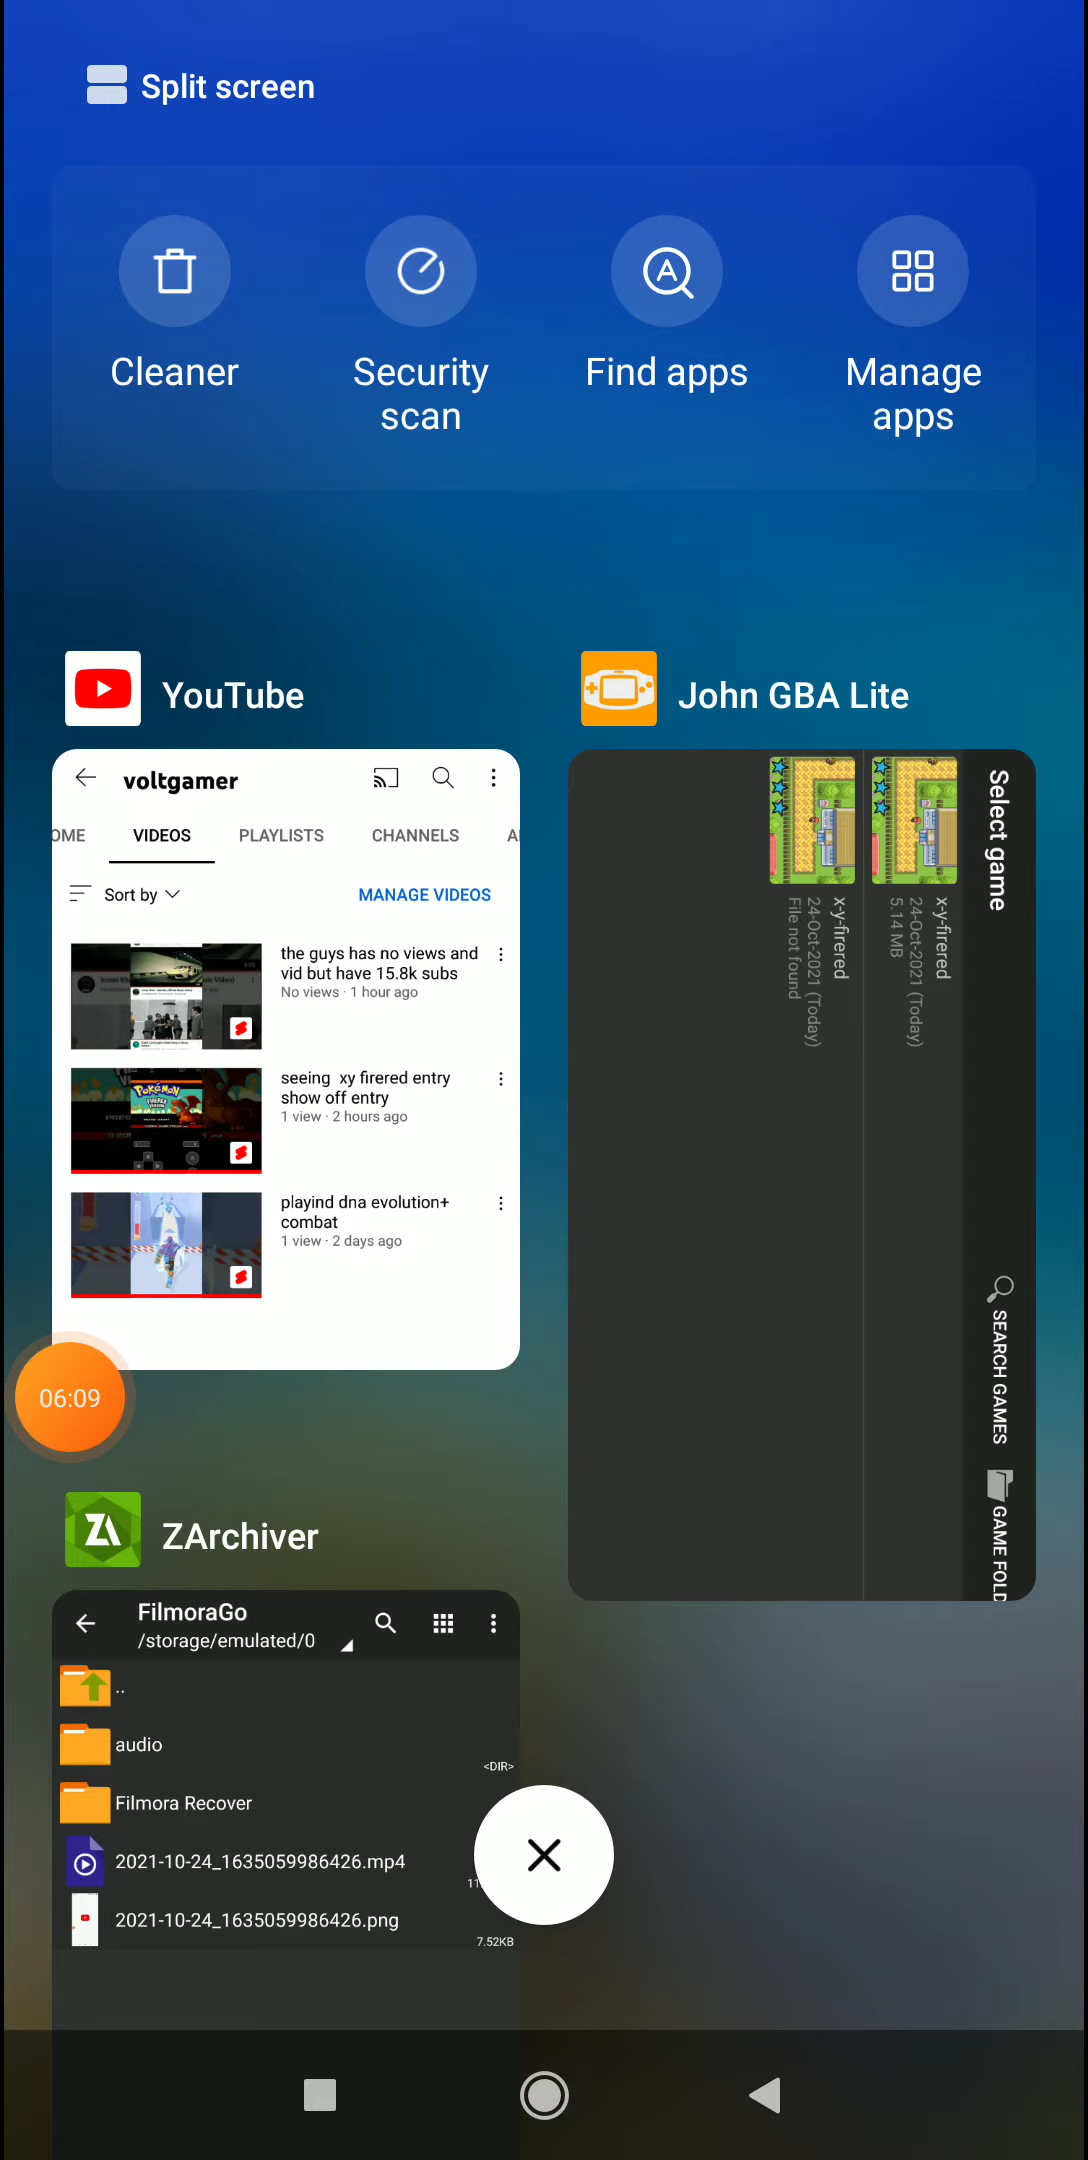 Split screen
Cleaner
Security
scan
Find apps
Manage
apps
YouTube
voltgamer
OME
VIDEOS
PLAYLISTS
CHANNELS
Sort by
MANAGE VIDEOS
the guys has no views and
vid but have 15.8k subs
No views · 1 hour ago
seeing xy firered entry
show off entry
1 view · 2 hours ago
playind dna evolution+
combat
1 view · 2 days ago
John GBA Lite
Select game
SEARCH GAMES
GAME FOLD
x-y-firered
24-Oct-2021 (Today)
5.14 MB
x-y-firered
24-Oct-2021 (Today)
File not found
06:09
ZArchiver
FilmoraGo
/storage/emulated/0
..
audio
<DIR>
Filmora Recover
2021-10-24_1635059986426.mp4
2021-10-24_1635059986426.png
7.52KB